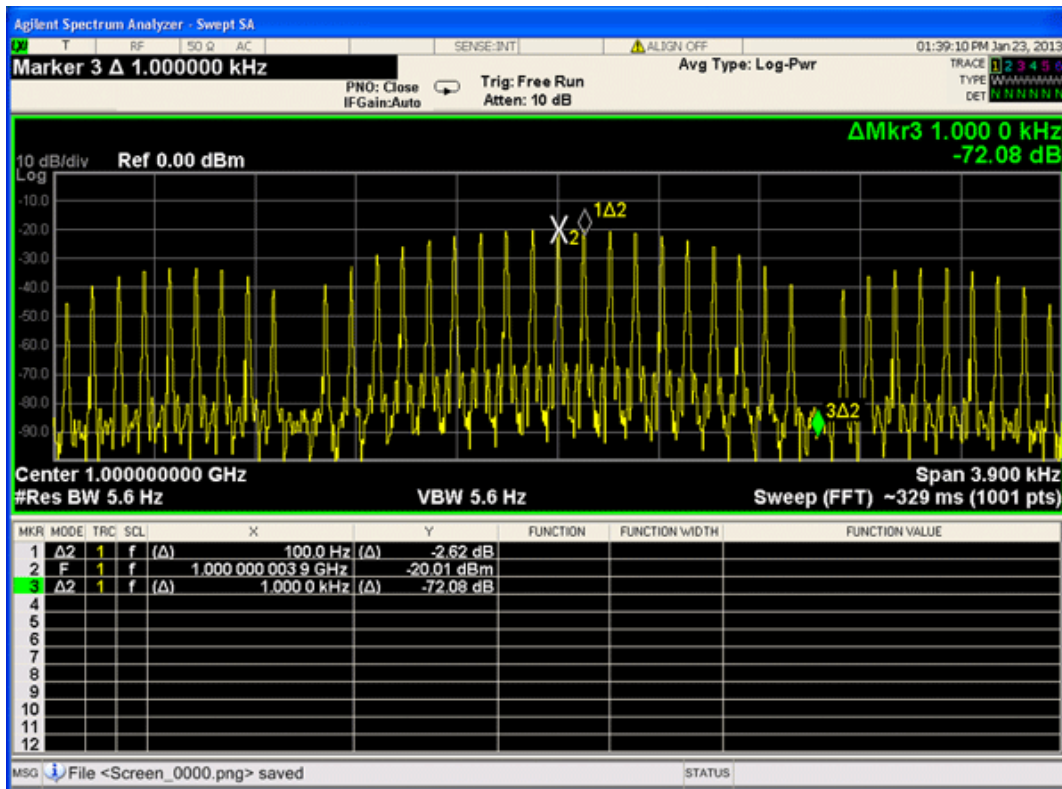 Agilent Spectrum Analyzer - Swept SA
T RF 50 Ω AC SENSE:INT ALIGN OFF 01:39:10 PM Jan 23, 2013
Marker 3 Δ 1.000000 kHz
PNO: Close
IFGain:Auto
Trig: Free Run
Atten: 10 dB
Avg Type: Log-Pwr
TRACE 1 2 3 4 5 6
TYPE
DET N N N N N N
ΔMkr3 1.000 0 kHz
-72.08 dB
10 dB/div Ref 0.00 dBm
Log
-10.0
-20.0
-30.0
-40.0
-50.0
-60.0
-70.0
-80.0
-90.0
1Δ2
X2
3Δ2
Center 1.000000000 GHz Span 3.900 kHz
#Res BW 5.6 Hz VBW 5.6 Hz Sweep (FFT) ~329 ms (1001 pts)
MKR MODE TRC SCL X Y FUNCTION FUNCTION WIDTH FUNCTION VALUE
1 Δ2 1 f (Δ) 100.0 Hz (Δ) -2.62 dB
2 F 1 f 1.000 000 003 9 GHz -20.01 dBm
3 Δ2 1 f (Δ) 1.000 0 kHz (Δ) -72.08 dB
4
5
6
7
8
9
10
11
12
MSG File <Screen_0000.png> saved STATUS